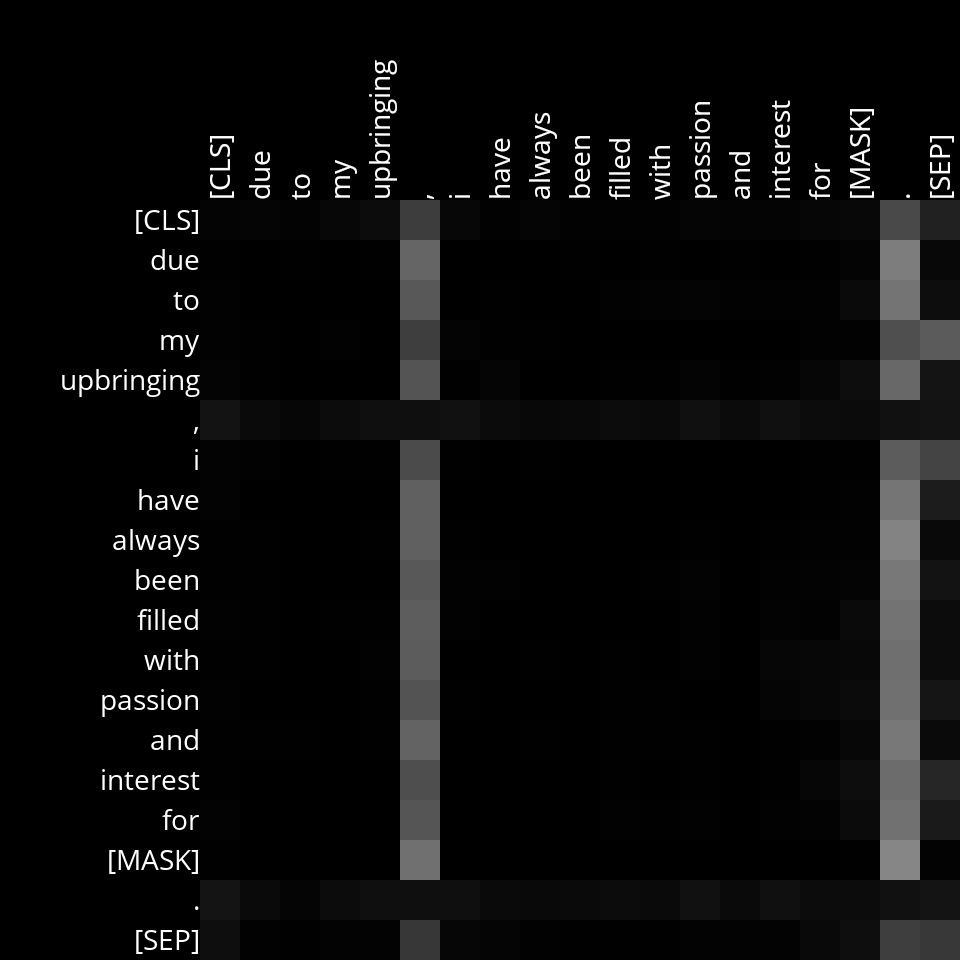 [CLS] due to my upbringing , i have always been filled with passion and interest for [MASK] . [SEP]
[CLS]
due
to
my
upbringing
,
i
have
always
been
filled
with
passion
and
interest
for
[MASK]
.
[SEP]